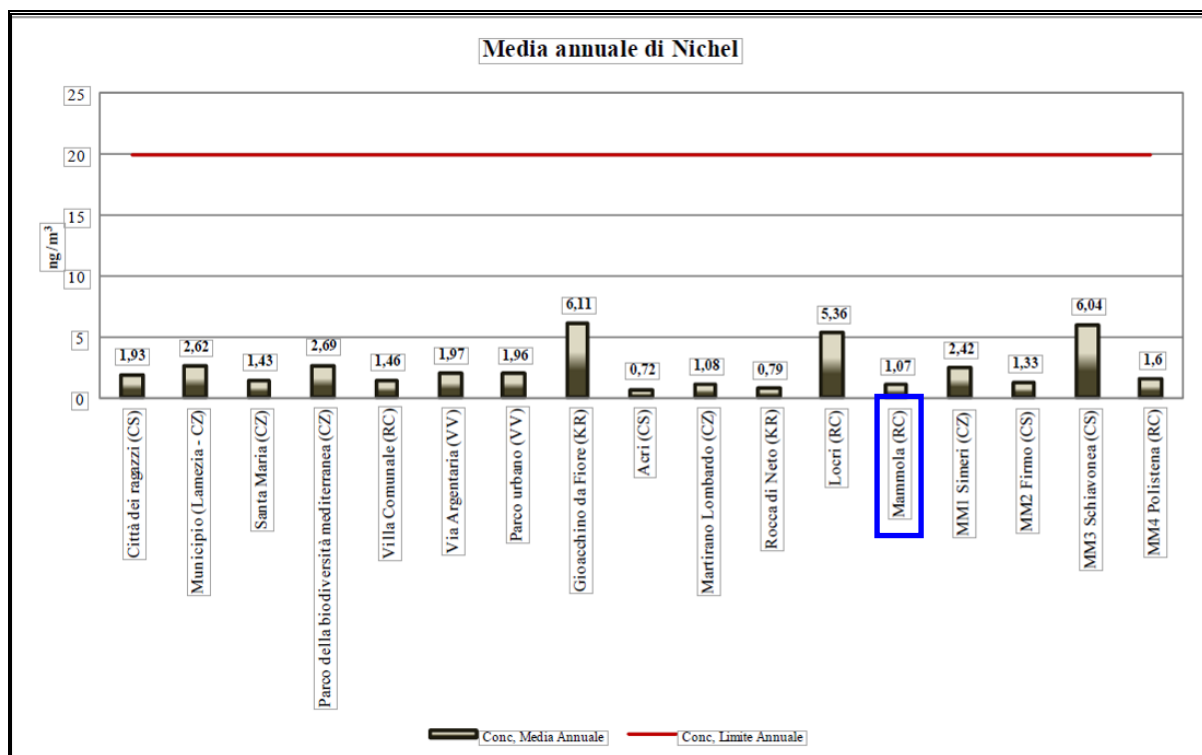 Media annuale di Nichel
25
20
15
10
5
0
ng/m³
1,93
2,62
1,43
2,69
1,46
1,97
1,96
6,11
0,72
1,08
0,79
5,36
1,07
2,42
1,33
6,04
1,6
Città dei ragazzi (CS)
Municipio (Lamezia - CZ)
Santa Maria (CZ)
Parco della biodiversità mediterranea (CZ)
Villa Comunale (RC)
Via Argentaria (VV)
Parco urbano (VV)
Gioacchino da Fiore (KR)
Acri (CS)
Martirano Lombardo (CZ)
Rocca di Neto (KR)
Locri (RC)
Mammola (RC)
MM1 Simeri (CZ)
MM2 Firmo (CS)
MM3 Schiavonea (CS)
MM4 Polistena (RC)
Conc, Media Annuale
Conc, Limite Annuale